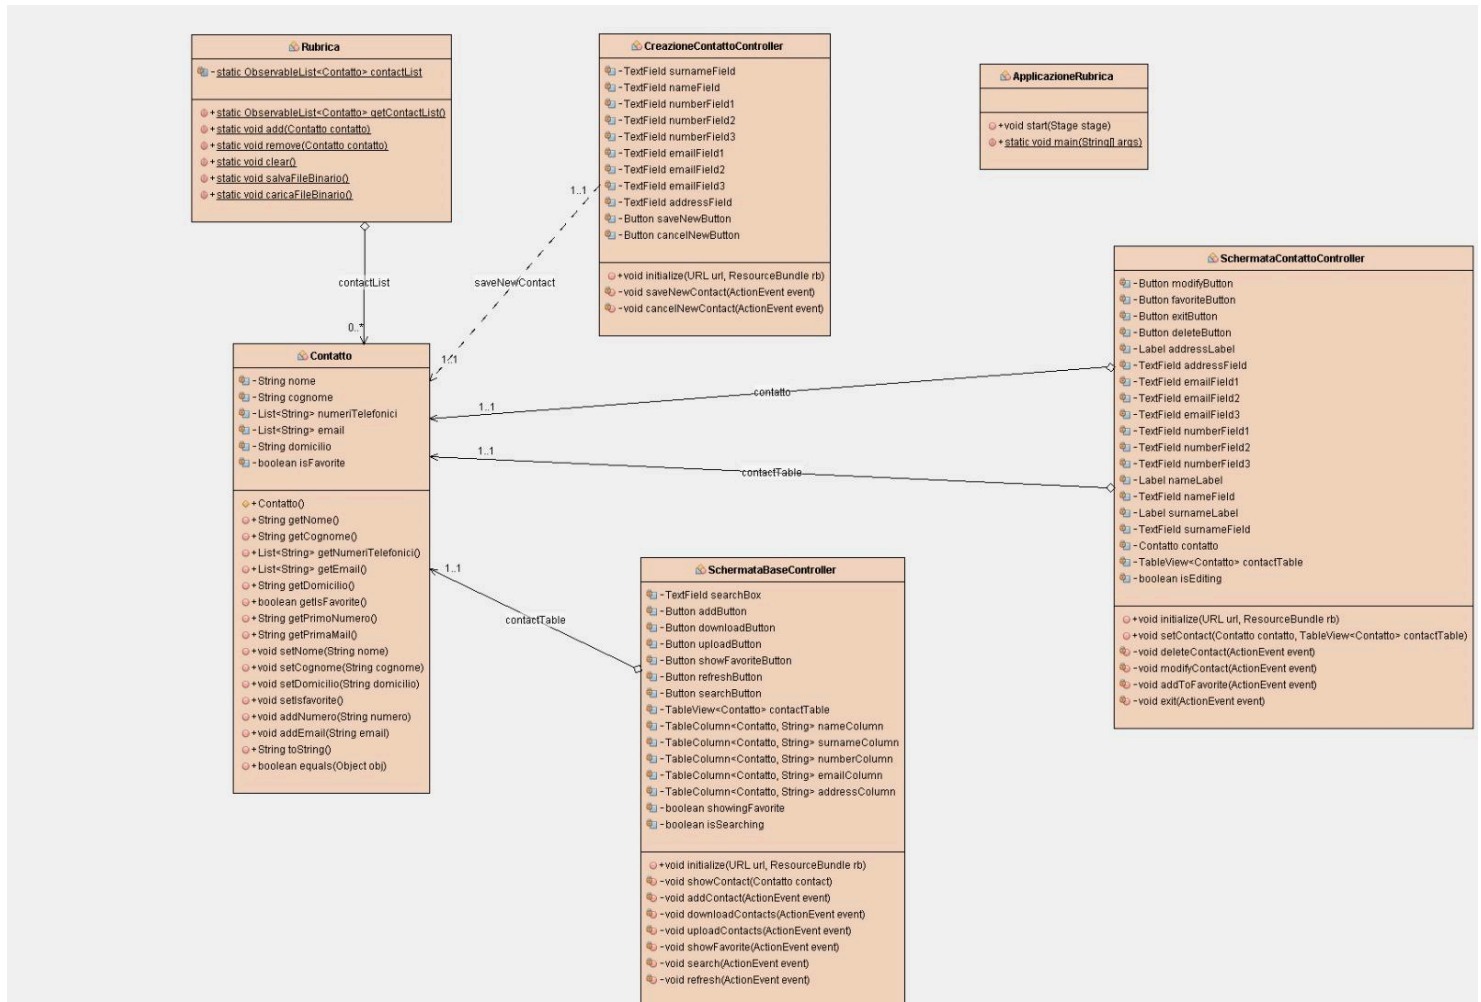 Rubrica
- static ObservableList<Contatto> contactList
+ static ObservableList<Contatto> getContactList()
+ static void add(Contatto contatto)
+ static void remove(Contatto contatto)
+ static void clear()
+ static void salvaFileBinario()
+ static void caricaFileBinario()
CreazioneContattoController
- TextField surnameField
- TextField nameField
- TextField numberField1
- TextField numberField2
- TextField numberField3
- TextField emailField1
- TextField emailField2
- TextField emailField3
- TextField addressField
- Button saveNewButton
- Button cancelNewButton
+void initialize(URL url, ResourceBundle rb)
- void saveNewContact(ActionEvent event)
- void cancelNewContact(ActionEvent event)
ApplicazioneRubrica
+void start(Stage stage)
+ static void main(String[] args)
1..1
saveNewContact
1..1
contactList
0..*
SchermataContattoController
- Button modifyButton
- Button favoriteButton
- Button exitButton
- Button deleteButton
- Label addressLabel
- TextField addressField
- TextField emailField1
- TextField emailField2
- TextField emailField3
- TextField numberField1
- TextField numberField2
- TextField numberField3
- Label nameLabel
- TextField nameField
- Label surnameLabel
- TextField surnameField
- Contatto contatto
- TableView<Contatto> contactTable
- boolean isEditing
+void initialize(URL url, ResourceBundle rb)
+void setContact(Contatto contatto, TableView<Contatto> contactTable)
- void deleteContact(ActionEvent event)
- void modifyContact(ActionEvent event)
- void addToFavorite(ActionEvent event)
- void exit(ActionEvent event)
contatto
1..1
contactTable
1..1
Contatto
- String nome
- String cognome
- List<String> numeriTelefonici
- List<String> email
- String domicilio
- boolean isFavorite
+ Contatto()
+ String getNome()
+ String getCognome()
+ List<String> getNumeriTelefonici()
+ List<String> getEmail()
+ String getDomicilio()
+ boolean getIsFavorite()
+ String getPrimoNumero()
+ String getPrimaMail()
+ void setNome(String nome)
+ void setCognome(String cognome)
+ void setDomicilio(String domicilio)
+ void setIsfavorite()
+ void addNumero(String numero)
+ void addEmail(String email)
+ String toString()
+ boolean equals(Object obj)
1..1
contactTable
SchermataBaseController
- TextField searchBox
- Button addButton
- Button downloadButton
- Button uploadButton
- Button showFavoriteButton
- Button refreshButton
- Button searchButton
- TableView<Contatto> contactTable
- TableColumn<Contatto, String> nameColumn
- TableColumn<Contatto, String> surnameColumn
- TableColumn<Contatto, String> numberColumn
- TableColumn<Contatto, String> emailColumn
- TableColumn<Contatto, String> addressColumn
- boolean showingFavorite
- boolean isSearching
+void initialize(URL url, ResourceBundle rb)
-void showContact(Contatto contact)
-void addContact(ActionEvent event)
-void downloadContacts(ActionEvent event)
-void uploadContacts(ActionEvent event)
-void showFavorite(ActionEvent event)
-void search(ActionEvent event)
-void refresh(ActionEvent event)